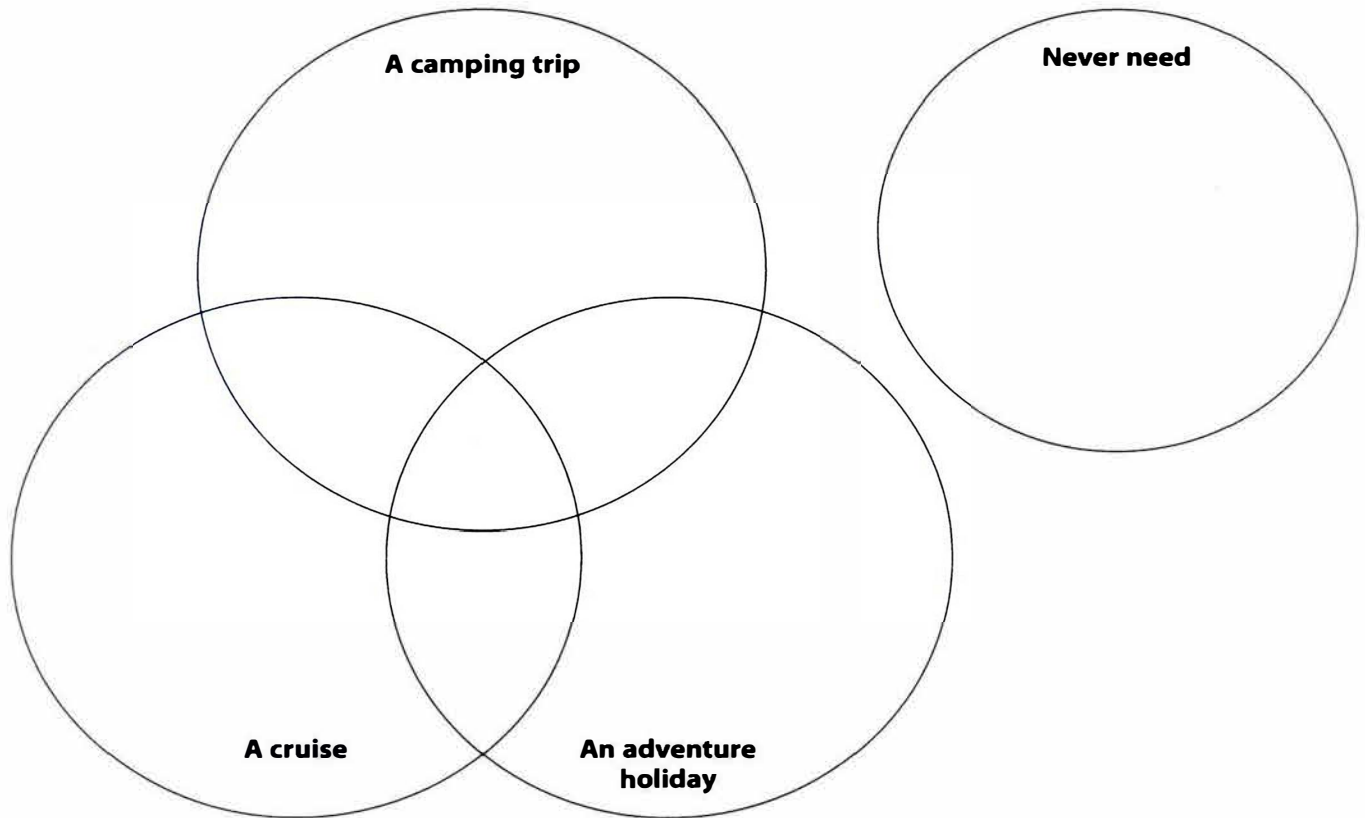 A camping trip
Never need
A cruise
An adventure
holiday